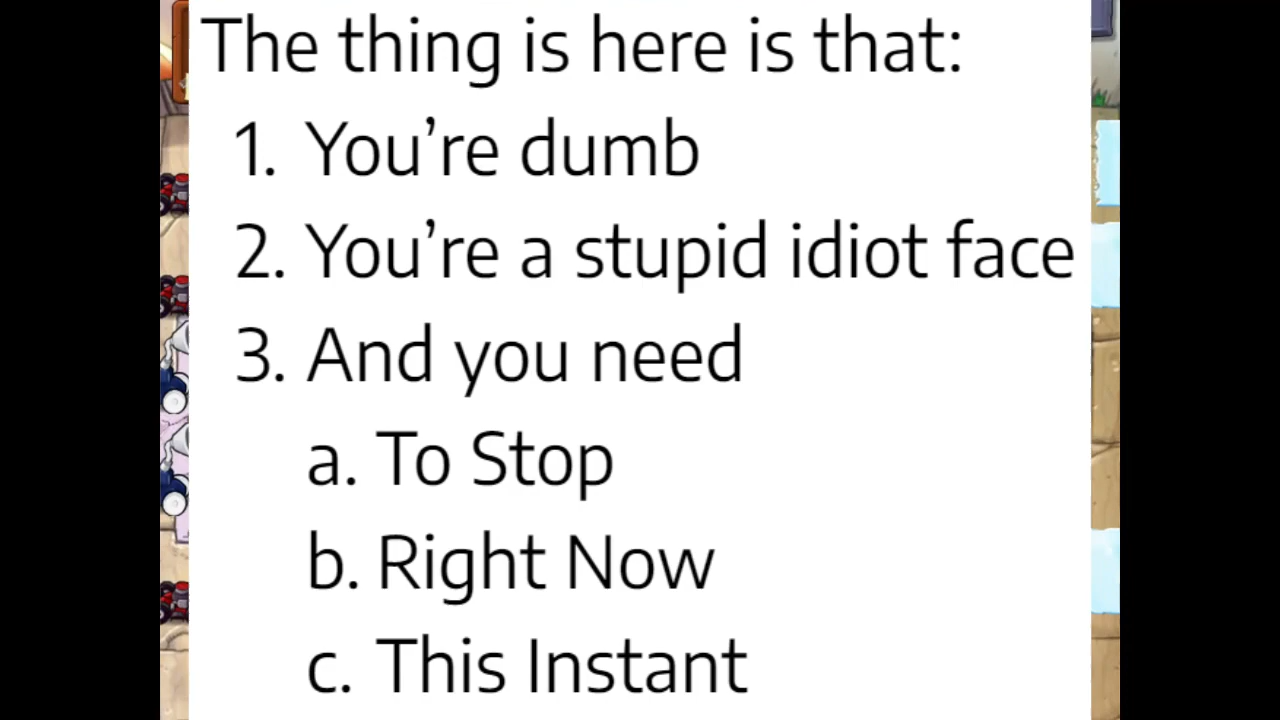 The thing is here is that:
1. You’re dumb
2. You’re a stupid idiot face
3. And you need
a. To Stop
b. Right Now
c. This Instant